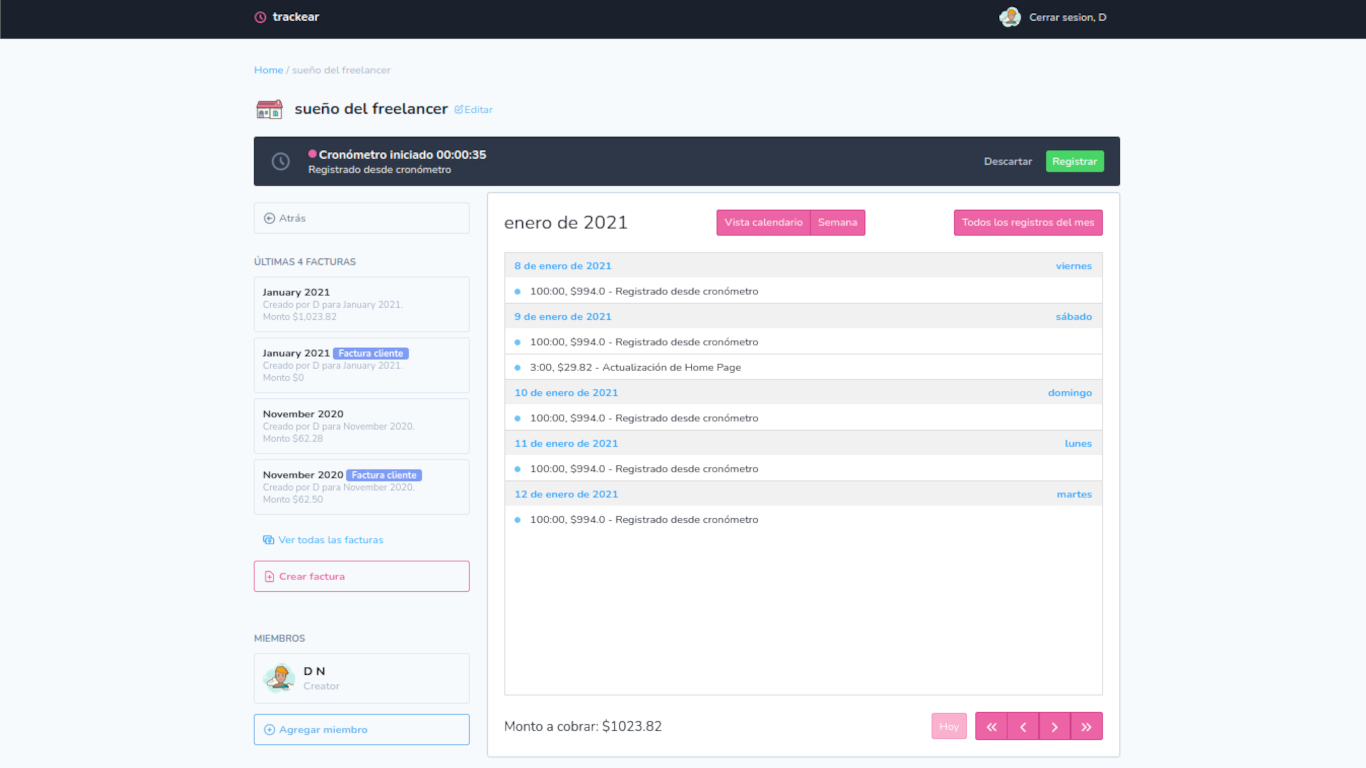 trackear
Cerrar sesion, D
Home / sueño del freelancer
sueño del freelancer Editar
Cronómetro iniciado 00:00:35
Registrado desde cronómetro
Descartar
Registrar
Atrás
ÚLTIMAS 4 FACTURAS
January 2021
Creado por D para January 2021.
Monto $1,023.82
January 2021 Factura cliente
Creado por D para January 2021.
Monto $0
November 2020
Creado por D para November 2020.
Monto $62.28
November 2020 Factura cliente
Creado por D para November 2020.
Monto $62.50
Ver todas las facturas
Crear factura
MIEMBROS
D N
Creator
Agregar miembro
enero de 2021
Vista calendario
Semana
Todos los registros del mes
8 de enero de 2021 viernes
100:00, $994.0 - Registrado desde cronómetro
9 de enero de 2021 sábado
100:00, $994.0 - Registrado desde cronómetro
3:00, $29.82 - Actualización de Home Page
10 de enero de 2021 domingo
100:00, $994.0 - Registrado desde cronómetro
11 de enero de 2021 lunes
100:00, $994.0 - Registrado desde cronómetro
12 de enero de 2021 martes
100:00, $994.0 - Registrado desde cronómetro
Monto a cobrar: $1023.82
Hoy